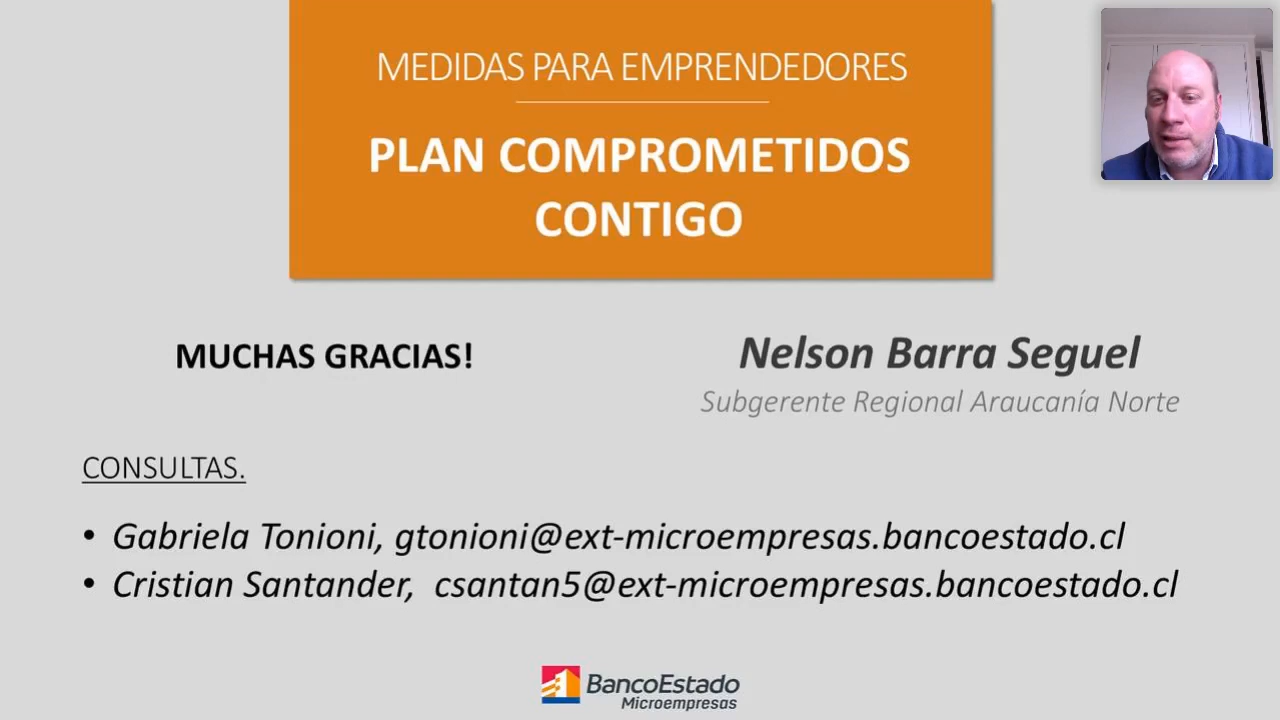 MEDIDAS PARA EMPRENDEDORES
PLAN COMPROMETIDOS
CONTIGO
MUCHAS GRACIAS!
Nelson Barra Seguel
Subgerente Regional Araucanía Norte
CONSULTAS.
• Gabriela Tonioni, gtonioni@ext-microempresas.bancoestado.cl
• Cristian Santander, csantan5@ext-microempresas.bancoestado.cl
BancoEstado
Microempresas